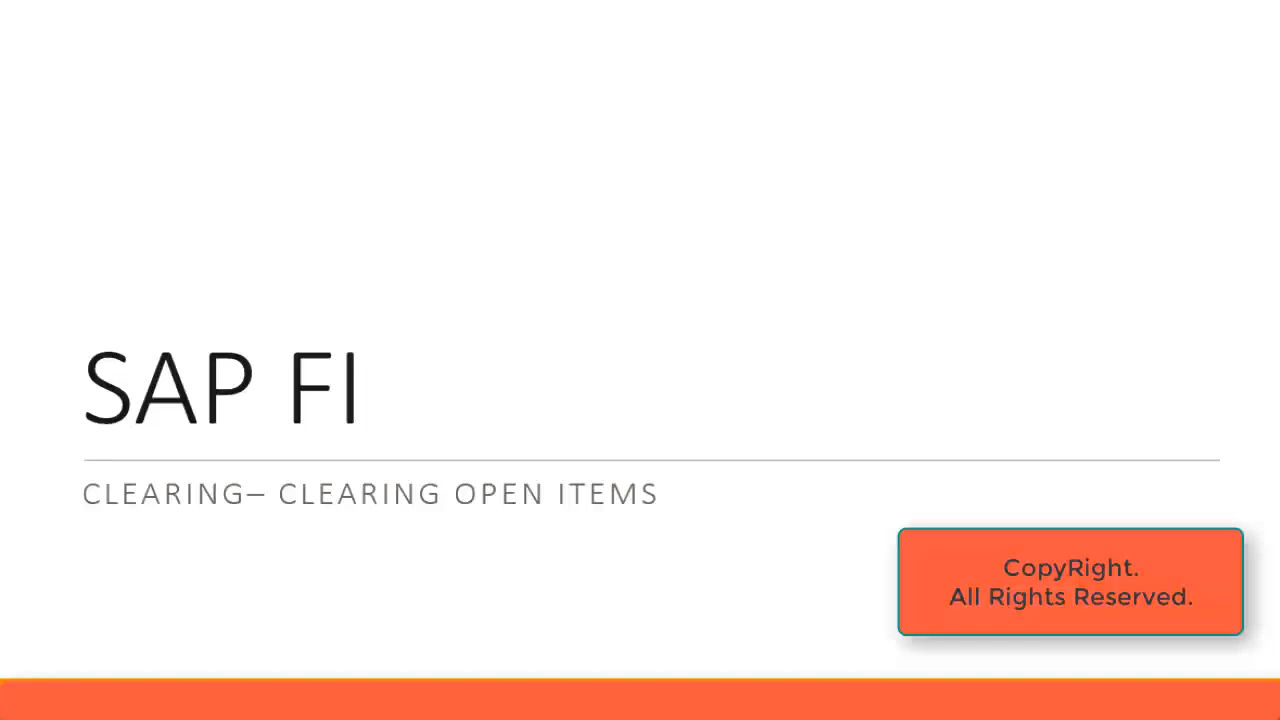 SAP FI
CLEARING– CLEARING OPEN ITEMS
CopyRight.
All Rights Reserved.